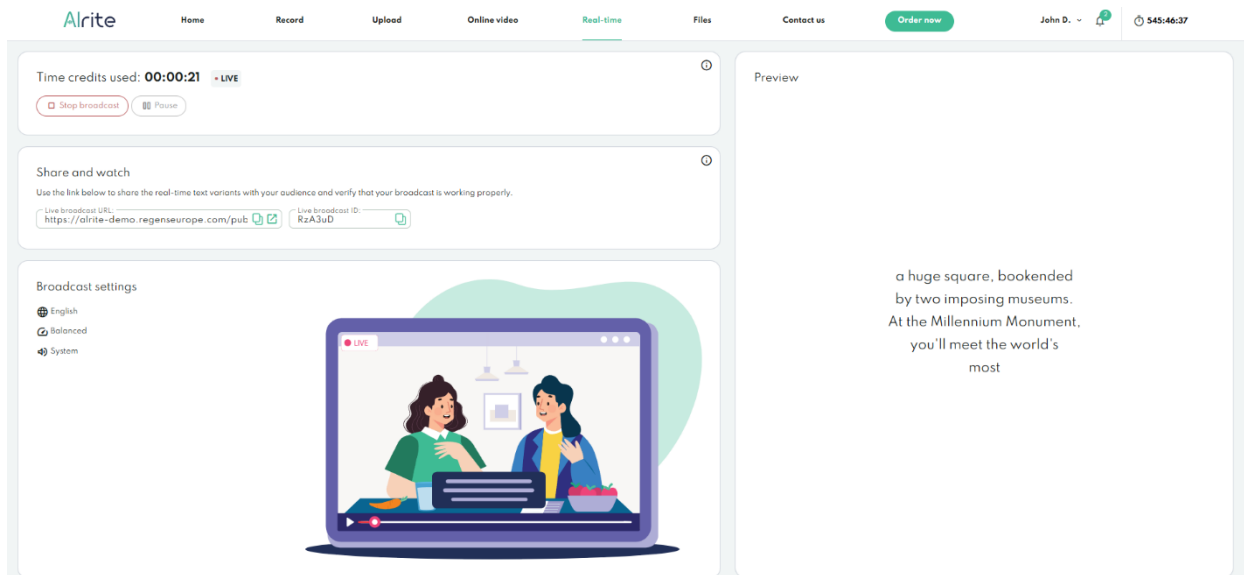 Alrite
Home Record Upload Online video Real-time Files Contact us Order now John D. 2 545:46:37
Time credits used: 00:00:21 • LIVE
Stop broadcast Pause
Share and watch
Use the link below to share the real-time text variants with your audience and verify that your broadcast is working properly.
Live broadcast URL: Live broadcast ID:
https://alrite-demo.regenseurope.com/pub RzA3uD
Broadcast settings
English
Balanced
System
LIVE
Preview
a huge square, bookended
by two imposing museums.
At the Millennium Monument,
you'll meet the world's
most